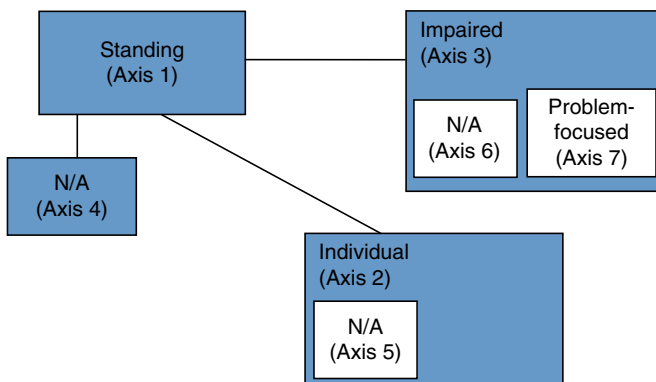 Standing
(Axis 1)
Impaired
(Axis 3)
N/A
(Axis 6)
Problem-
focused
(Axis 7)
N/A
(Axis 4)
Individual
(Axis 2)
N/A
(Axis 5)